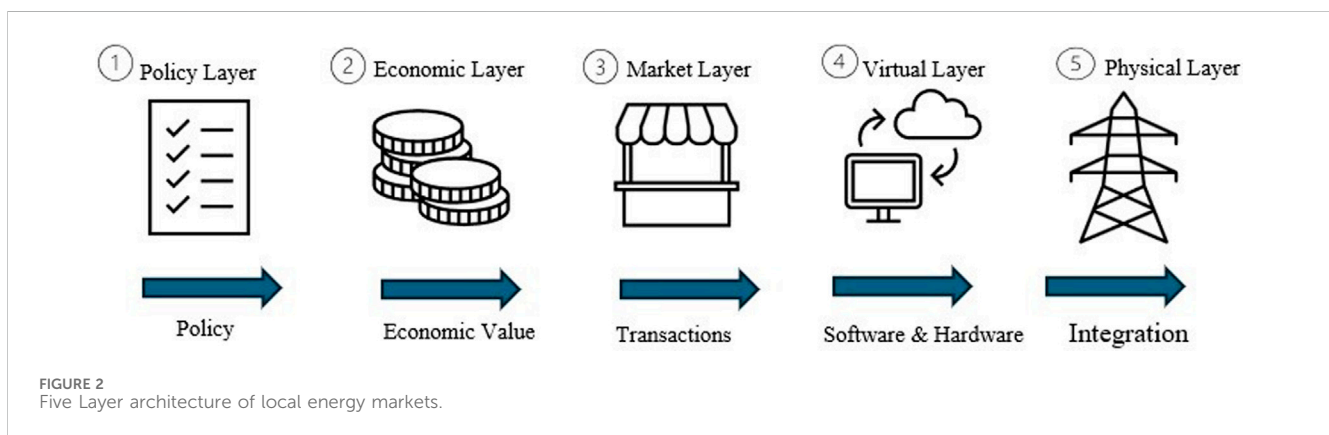 1 Policy Layer
2 Economic Layer
3 Market Layer
4 Virtual Layer
5 Physical Layer
Policy
Economic Value
Transactions
Software & Hardware
Integration
FIGURE 2
Five Layer architecture of local energy markets.